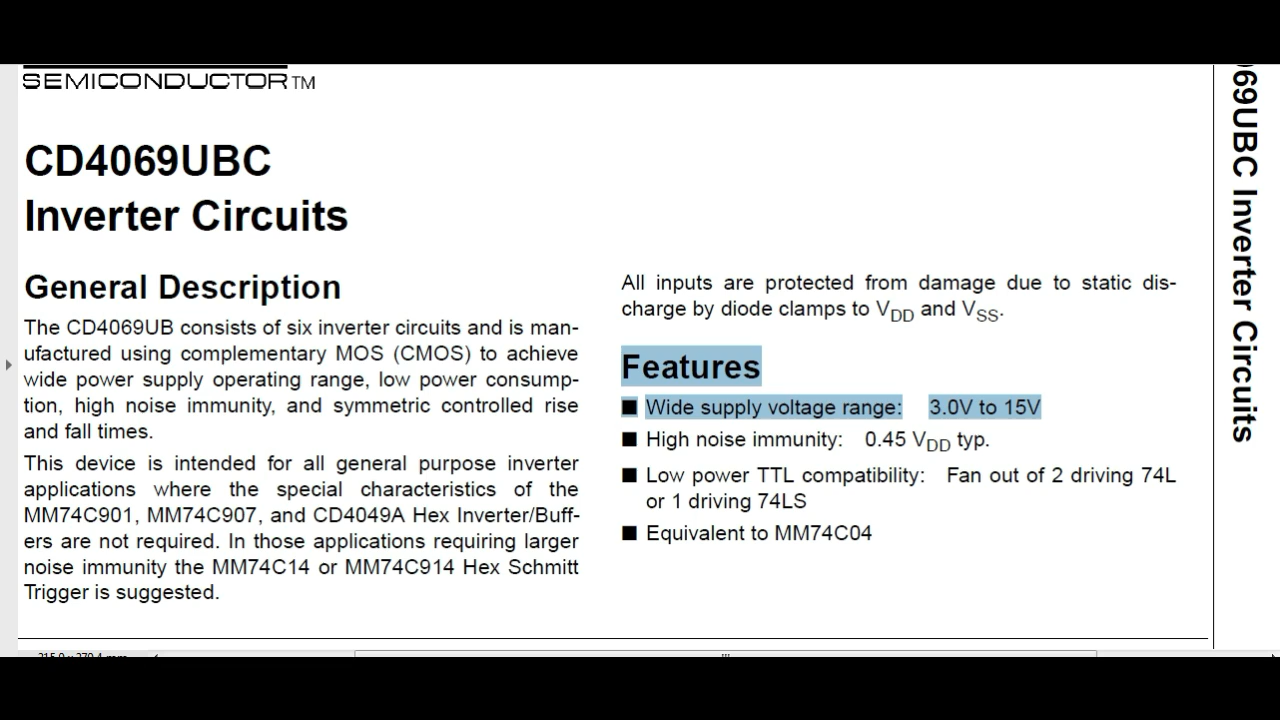 SEMICONDUCTOR TM
CD4069UBC
Inverter Circuits
General Description
The CD4069UB consists of six inverter circuits and is man-
ufactured using complementary MOS (CMOS) to achieve
wide power supply operating range, low power consump-
tion, high noise immunity, and symmetric controlled rise
and fall times.
This device is intended for all general purpose inverter
applications where the special characteristics of the
MM74C901, MM74C907, and CD4049A Hex Inverter/Buff-
ers are not required. In those applications requiring larger
noise immunity the MM74C14 or MM74C914 Hex Schmitt
Trigger is suggested.
All inputs are protected from damage due to static dis-
charge by diode clamps to VDD and VSS.
Features
■ Wide supply voltage range: 3.0V to 15V
■ High noise immunity: 0.45 VDD typ.
■ Low power TTL compatibility: Fan out of 2 driving 74L
or 1 driving 74LS
■ Equivalent to MM74C04
69UBC Inverter Circuits